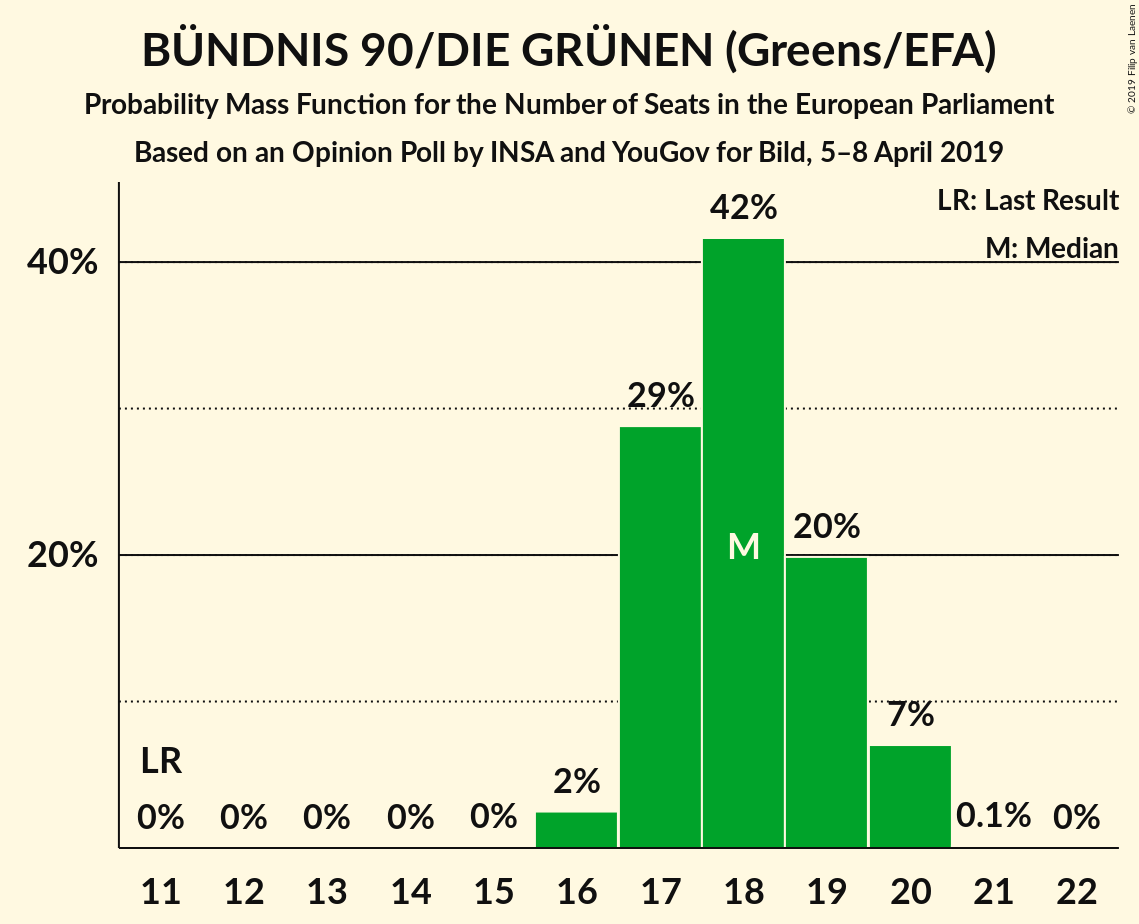 BÜNDNIS 90/DIE GRÜNEN (Greens/EFA)
Probability Mass Function for the Number of Seats in the European Parliament
Based on an Opinion Poll by INSA and YouGov for Bild, 5–8 April 2019
© 2019 Filip van Laenen
LR: Last Result
M: Median
42%
40%
29%
20%
20%
M
7%
LR
2%
0% 0% 0% 0% 0% 0.1% 0%
11 12 13 14 15 16 17 18 19 20 21 22